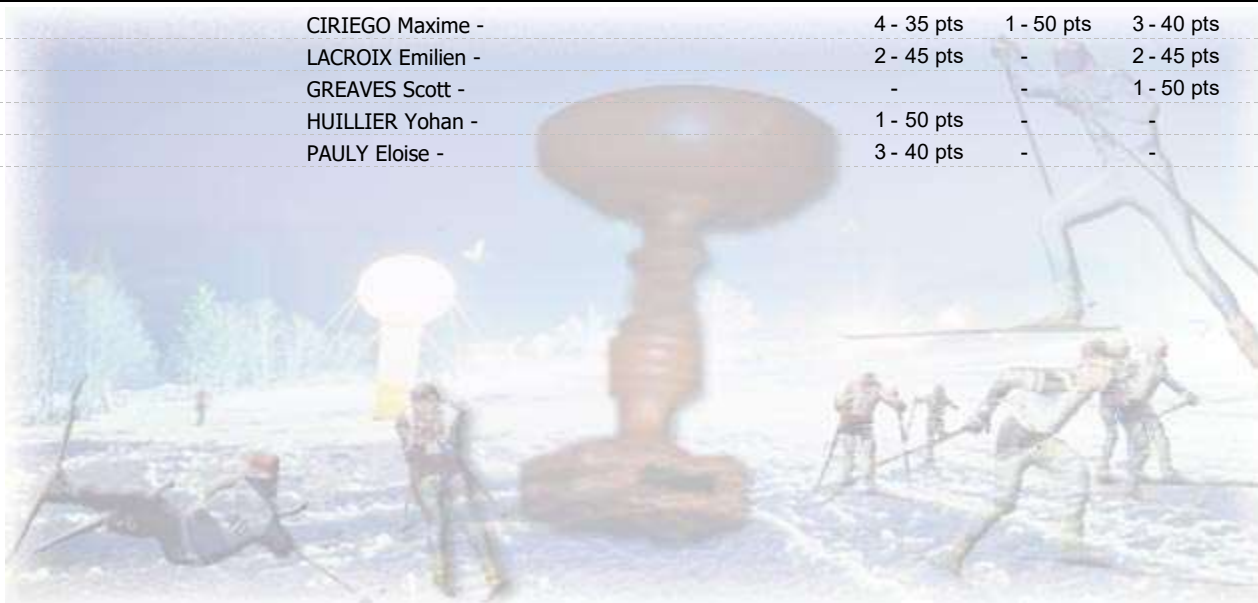 CIRIEGO Maxime - 4 - 35 pts 1 - 50 pts 3 - 40 pts
LACROIX Emilien - 2 - 45 pts - 2 - 45 pts
GREAVES Scott - - - 1 - 50 pts
HUILLIER Yohan - 1 - 50 pts - -
PAULY Eloise - 3 - 40 pts - -